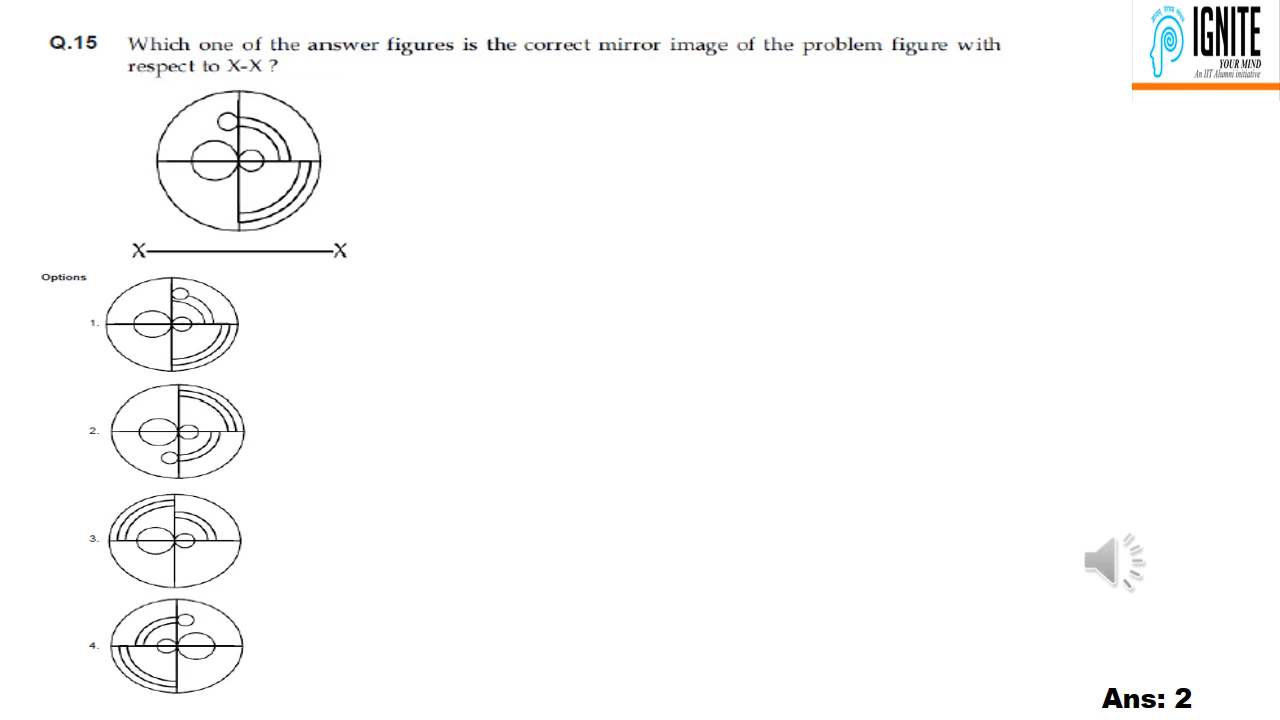 IGNITE
YOUR MIND
An IIT Alumni initiative
Q.15 Which one of the answer figures is the correct mirror image of the problem figure with
respect to X-X ?
X X
Options
1.
2.
3.
4.
Ans: 2